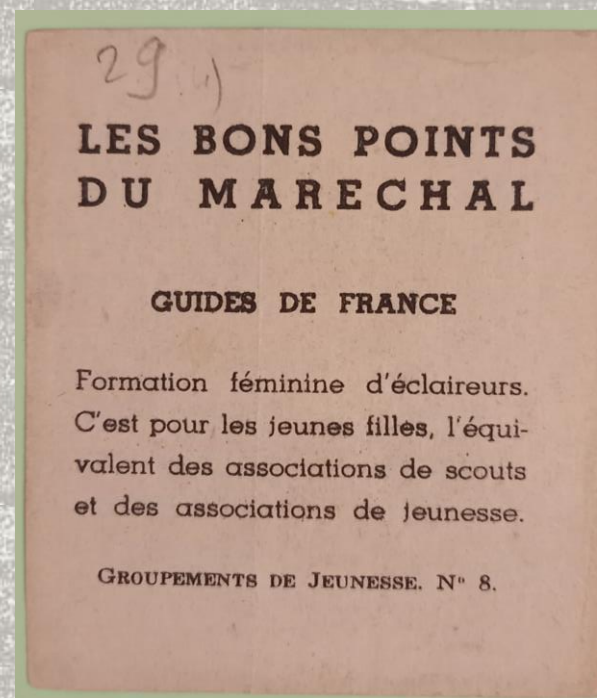 29
LES BONS POINTS
DU MARECHAL
GUIDES DE FRANCE
Formation féminine d'éclaireurs.
C'est pour les jeunes filles, l'équi-
valent des associations de scouts
et des associations de jeunesse.
GROUPEMENTS DE JEUNESSE. Nº 8.